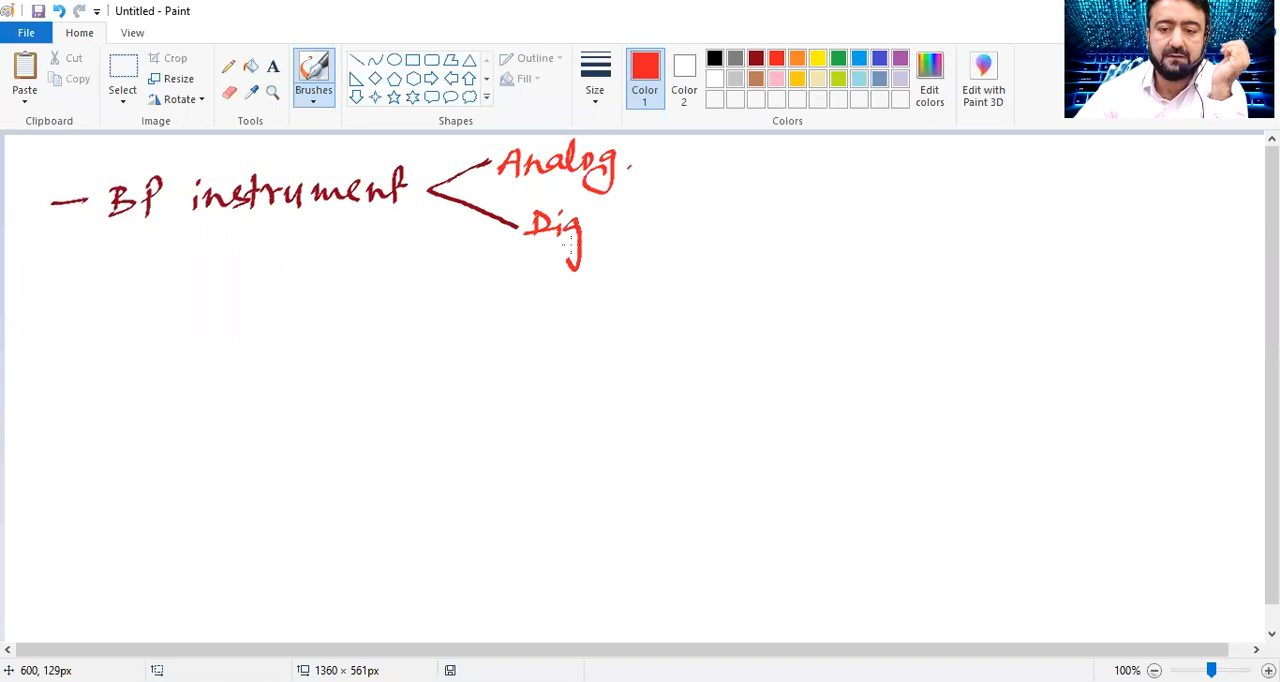 Untitled - Paint
File Home View
Paste
Cut
Copy
Clipboard
Select
Crop
Resize
Rotate
Image
A
Tools
Brushes
Shapes
Outline
Fill
Size
Color 1
Color 2
Edit colors
Colors
Edit with Paint 3D
Analog.
- BP instrument
Dig
600, 129px
1360 × 561px
100%